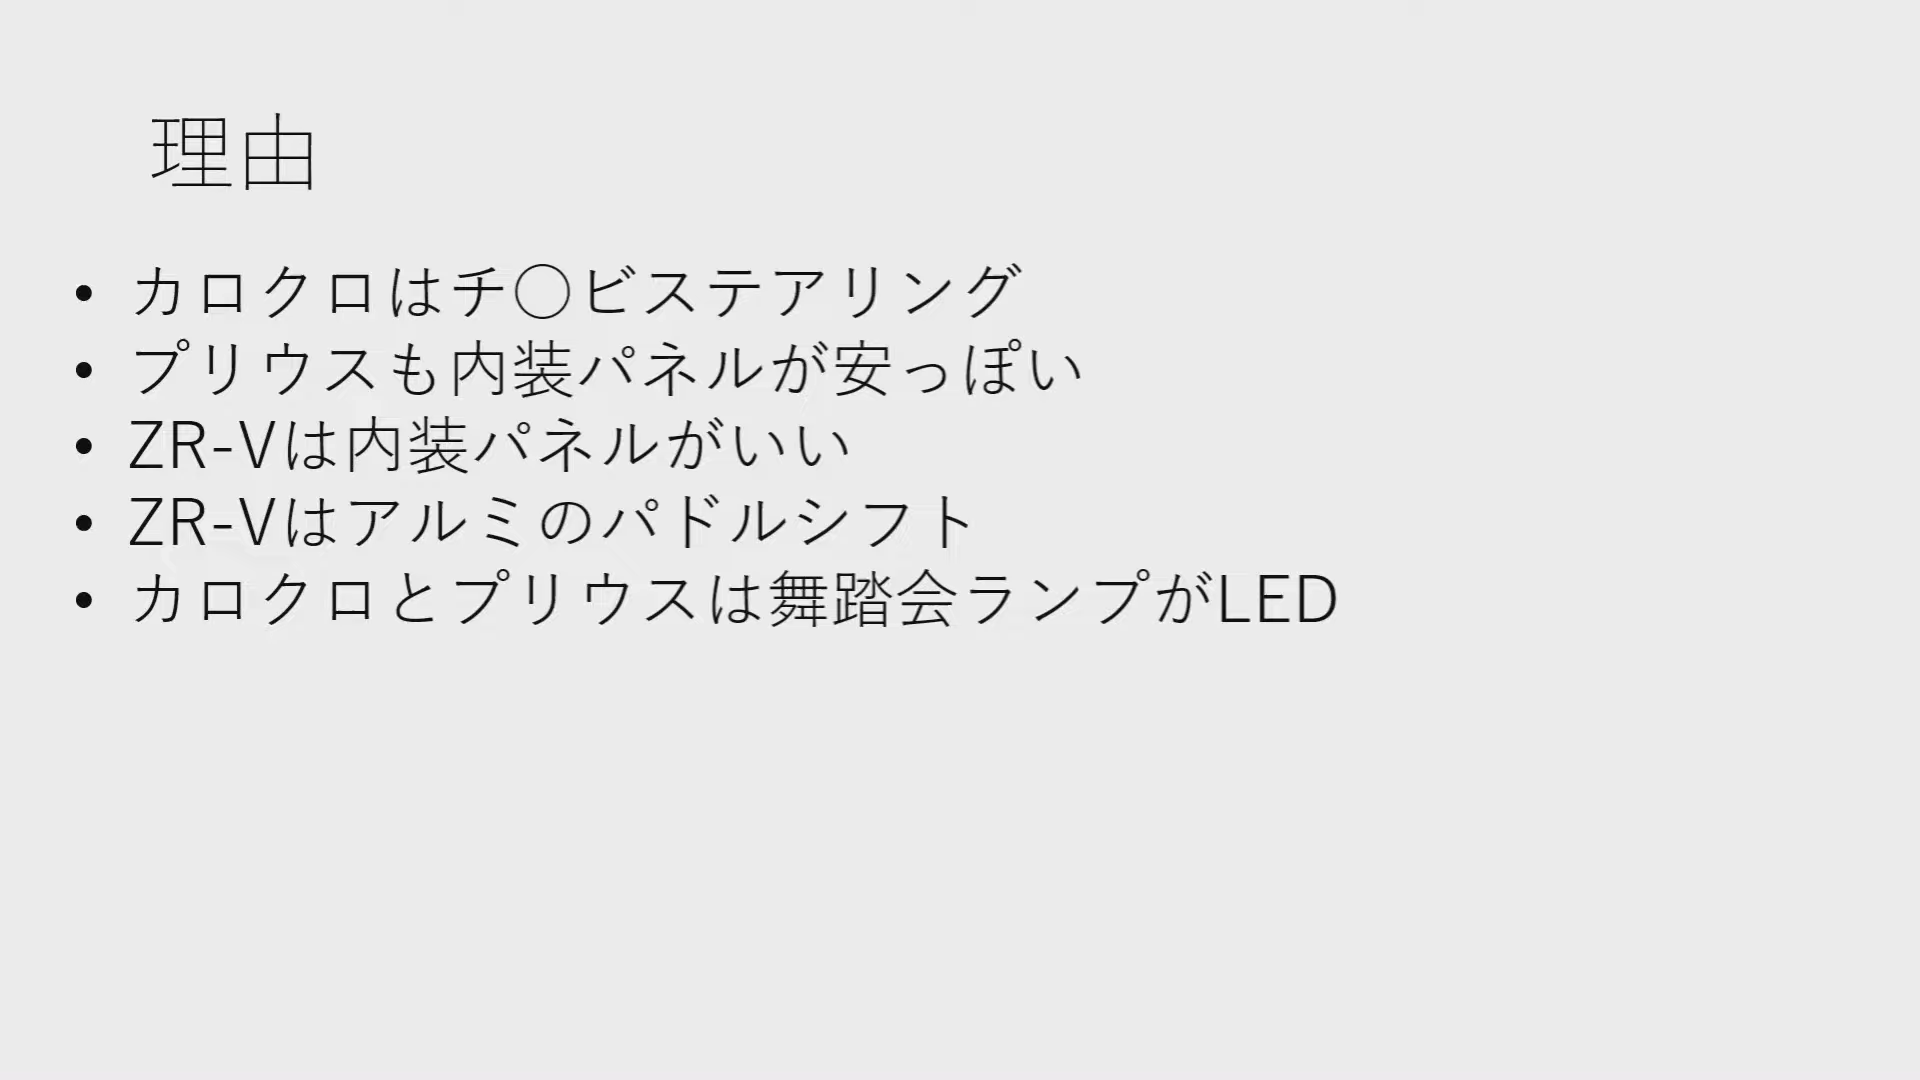 理由
• カロクロはチ◯ビステアリング
• プリウスも内装パネルが安っぽい
• ZR-Vは内装パネルがいい
• ZR-Vはアルミのパドルシフト
• カロクロとプリウスは舞踏会ランプがLED